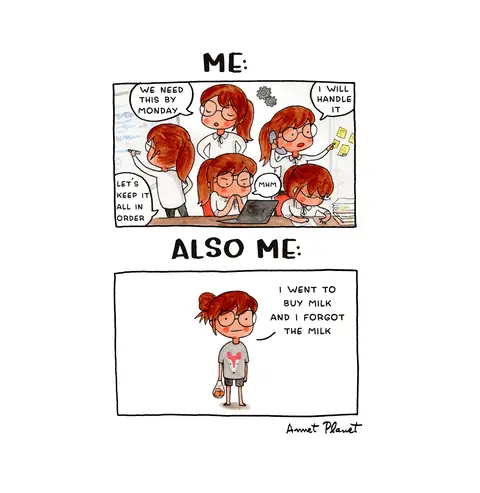 ME:
WE NEED
THIS BY
MONDAY
I WILL
HANDLE
IT
LET'S
KEEP IT
ALL IN
ORDER
MHM
ALSO ME:
I WENT TO
BUY MILK
AND I FORGOT
THE MILK
Annet Planet